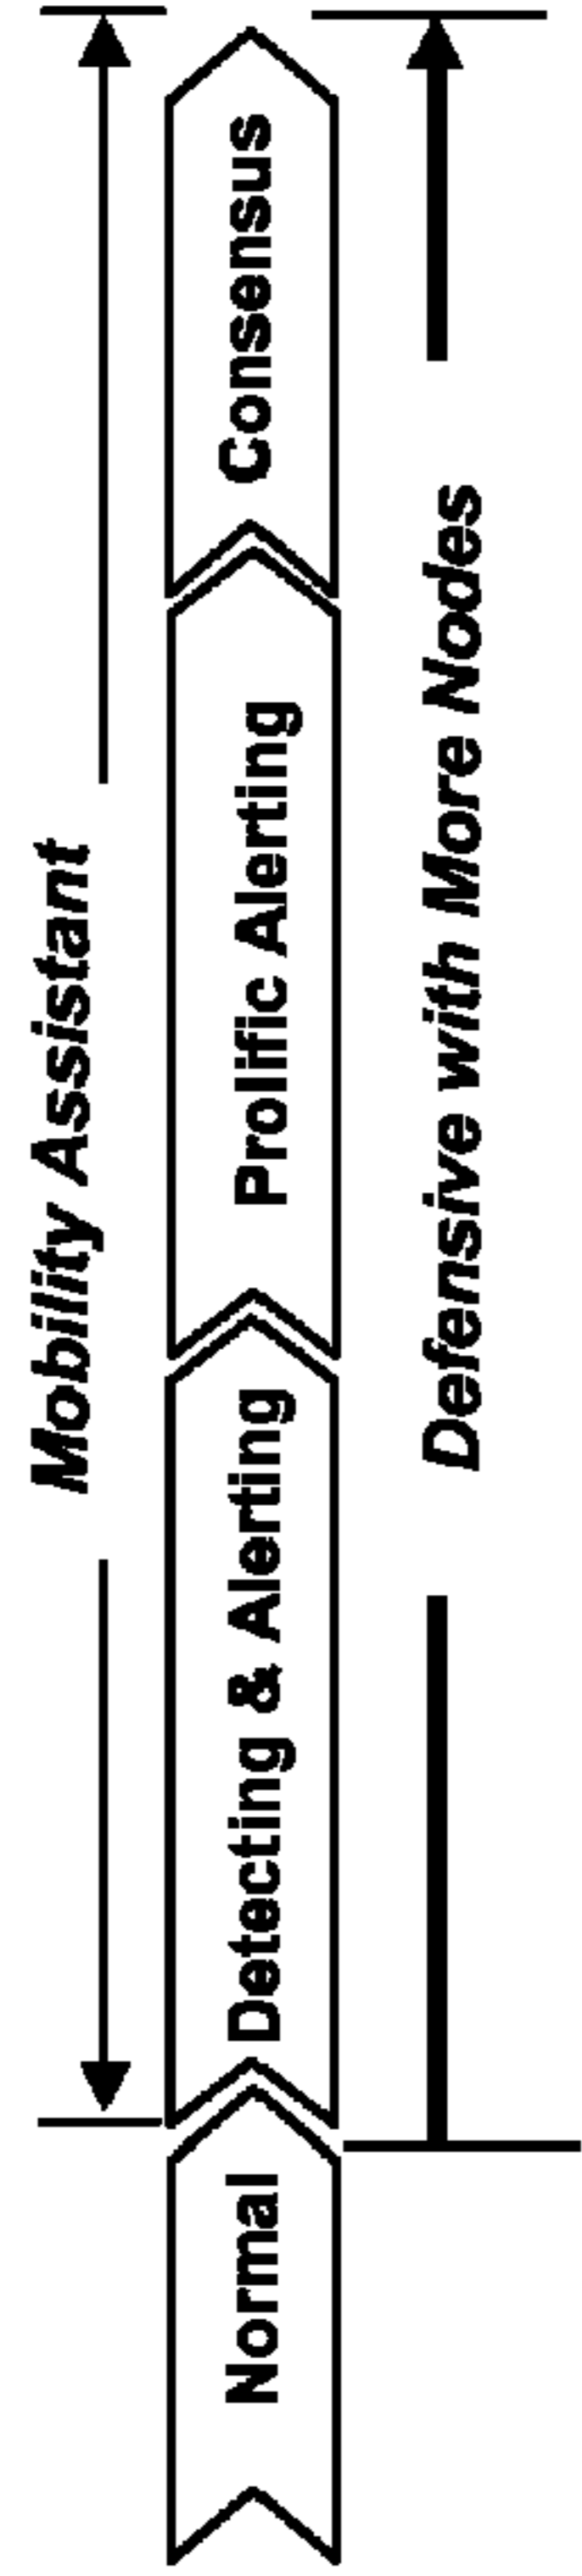 Mobility Assistant
Normal
Detecting & Alerting
Prolific Alerting
Consensus
Defensive with More Nodes